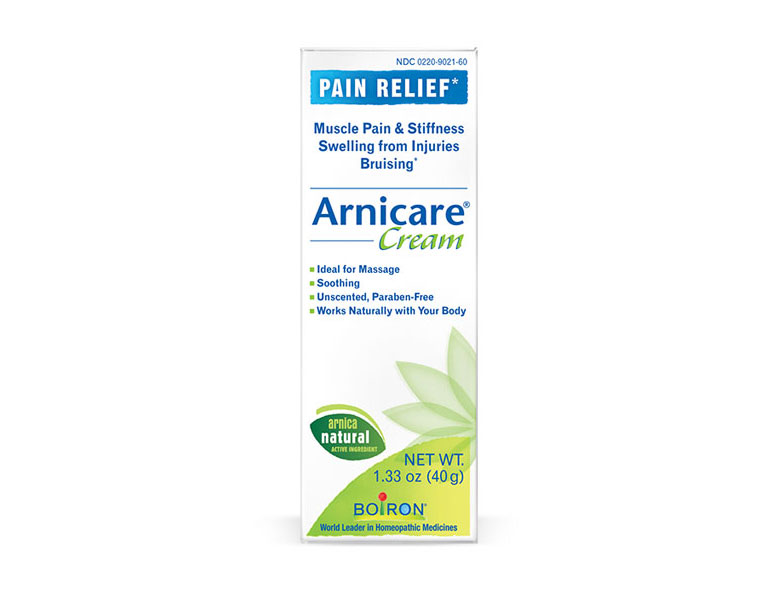 NDC 0220-9021-60
PAIN RELIEF*
Muscle Pain & Stiffness
Swelling from Injuries
Bruising*
Arnicare®
Cream
Ideal for Massage
Soothing
Unscented, Paraben-Free
Works Naturally with Your Body
arnica
natural
ACTIVE INGREDIENT
NET WT.
1.33 oz (40g)
BOIRON®
World Leader in Homeopathic Medicines